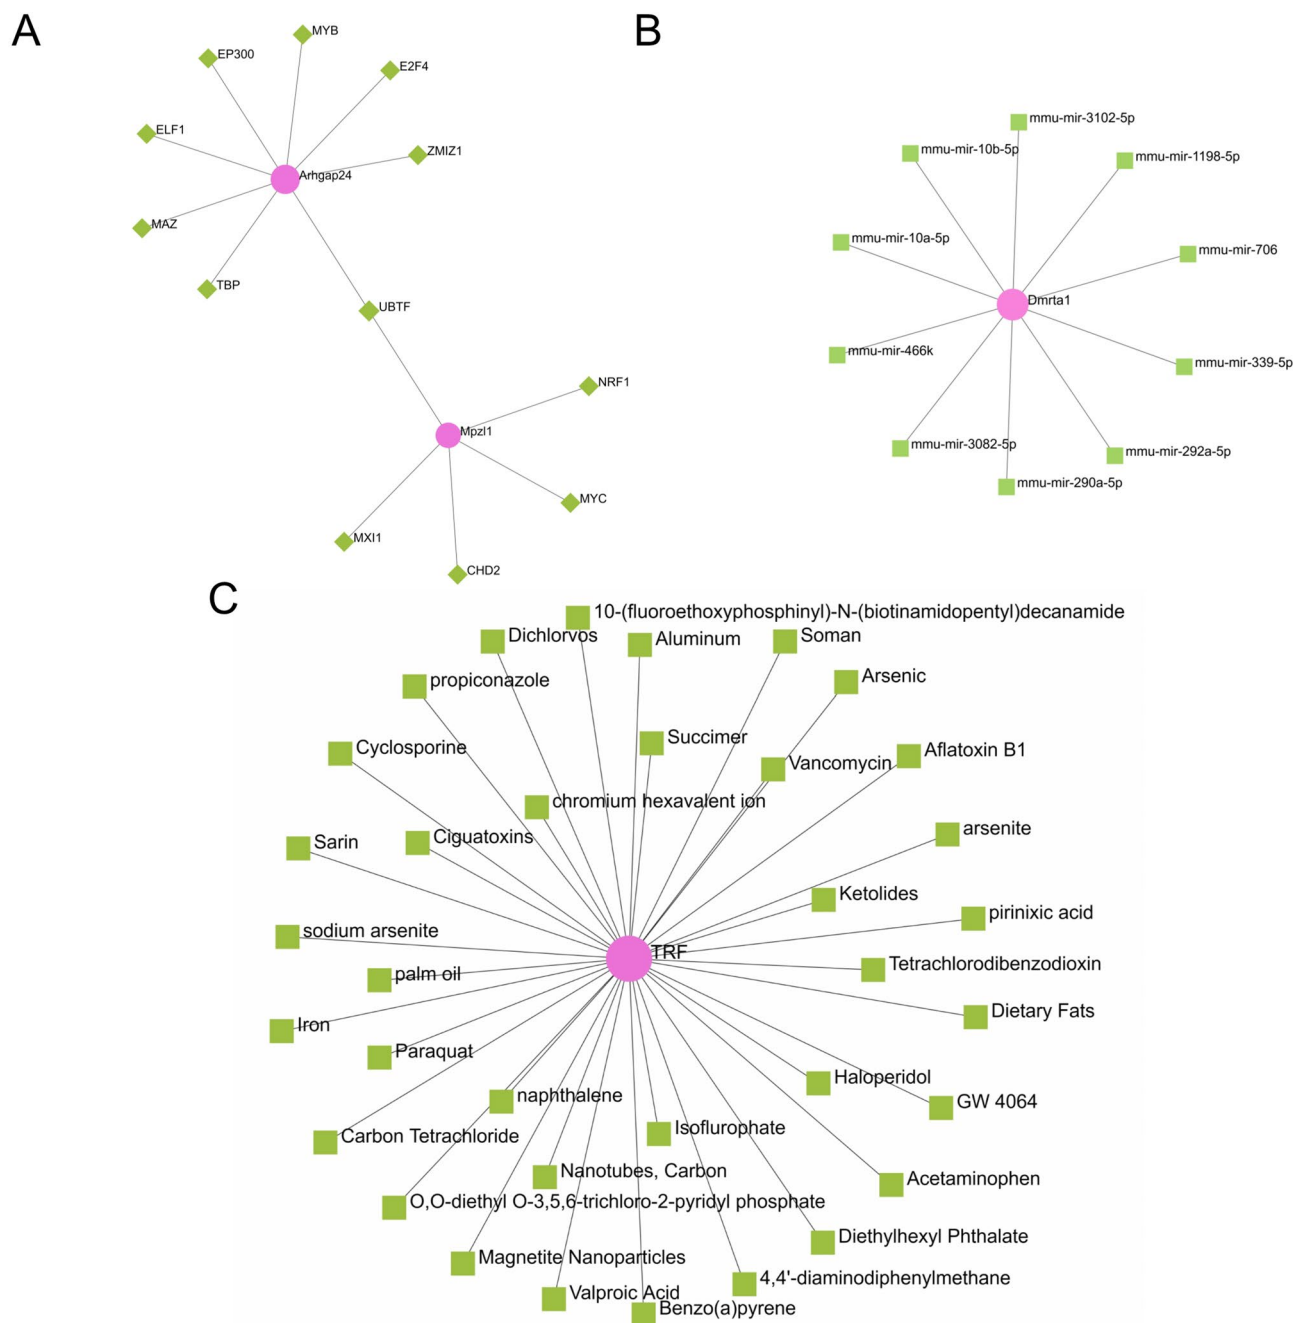 A
MYB
EP300
E2F4
ELF1
ZMIZ1
Arhgap24
MAZ
TBP
UBTF
NRF1
Mpzl1
MYC
MXI1
CHD2
B
mmu-mir-3102-5p
mmu-mir-10b-5p
mmu-mir-1198-5p
mmu-mir-10a-5p
mmu-mir-706
Dmrta1
mmu-mir-466k
mmu-mir-339-5p
mmu-mir-3082-5p
mmu-mir-292a-5p
mmu-mir-290a-5p
C
10-(fluoroethoxyphosphinyl)-N-(biotinamidopentyl)decanamide
Dichlorvos
Aluminum
Soman
propiconazole
Arsenic
Succimer
Cyclosporine
Vancomycin
Aflatoxin B1
chromium hexavalent ion
Sarin
Ciguatoxins
arsenite
Ketolides
pirinixic acid
sodium arsenite
TRF
palm oil
Tetrachlorodibenzodioxin
Iron
Dietary Fats
Paraquat
Haloperidol
naphthalene
GW 4064
Carbon Tetrachloride
Isoflurophate
Nanotubes, Carbon
Acetaminophen
O,O-diethyl O-3,5,6-trichloro-2-pyridyl phosphate
Diethylhexyl Phthalate
Magnetite Nanoparticles
4,4'-diaminodiphenylmethane
Valproic Acid
Benzo(a)pyrene